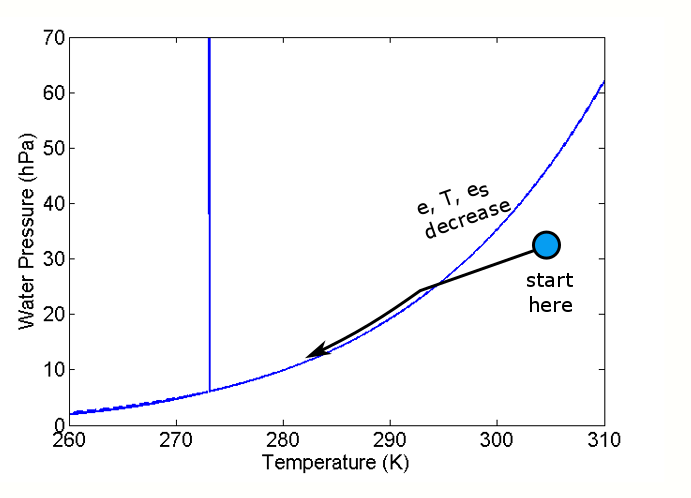 70
60
50
40
30
20
10
0
Water Pressure (hPa)
e, T, es
decrease
start
here
260 270 280 290 300 310
Temperature (K)